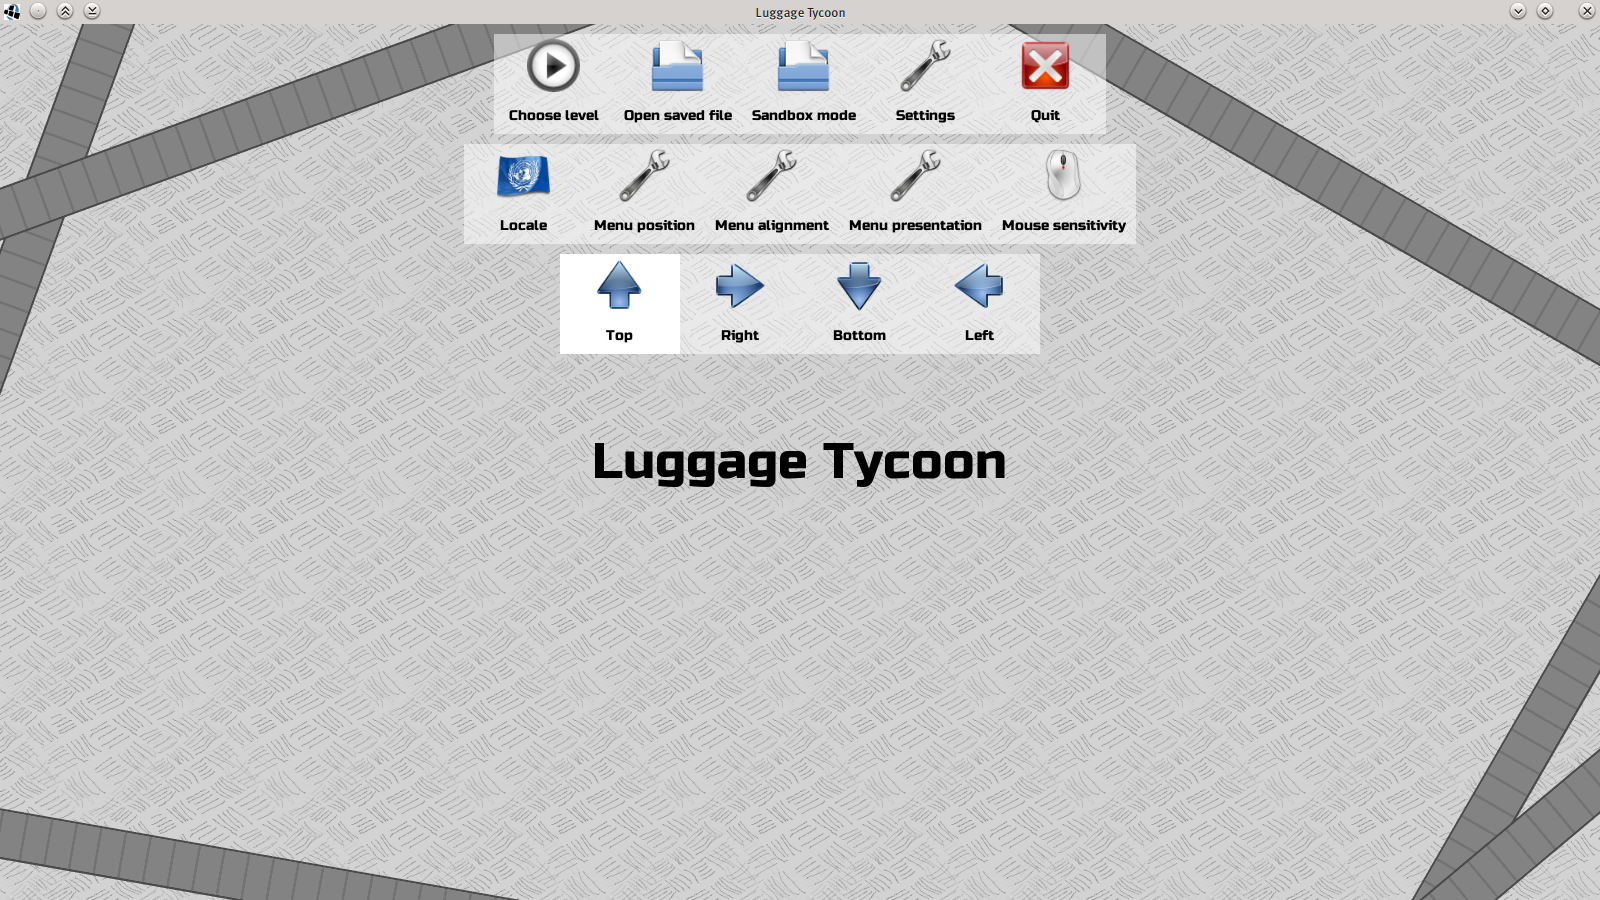 Luggage Tycoon
Choose level Open saved file Sandbox mode Settings Quit
Locale Menu position Menu alignment Menu presentation Mouse sensitivity
Top Right Bottom Left
Luggage Tycoon